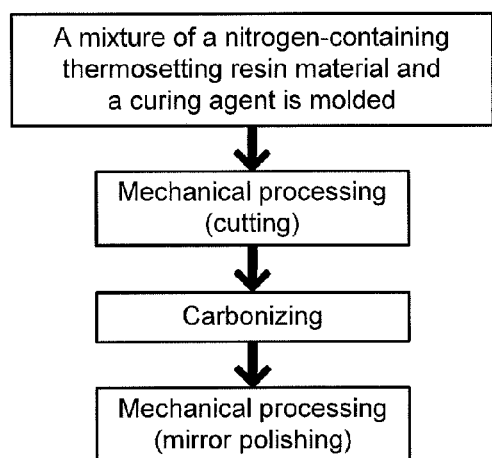 A mixture of a nitrogen-containing
thermosetting resin material and
a curing agent is molded
Mechanical processing
(cutting)
Carbonizing
Mechanical processing
(mirror polishing)